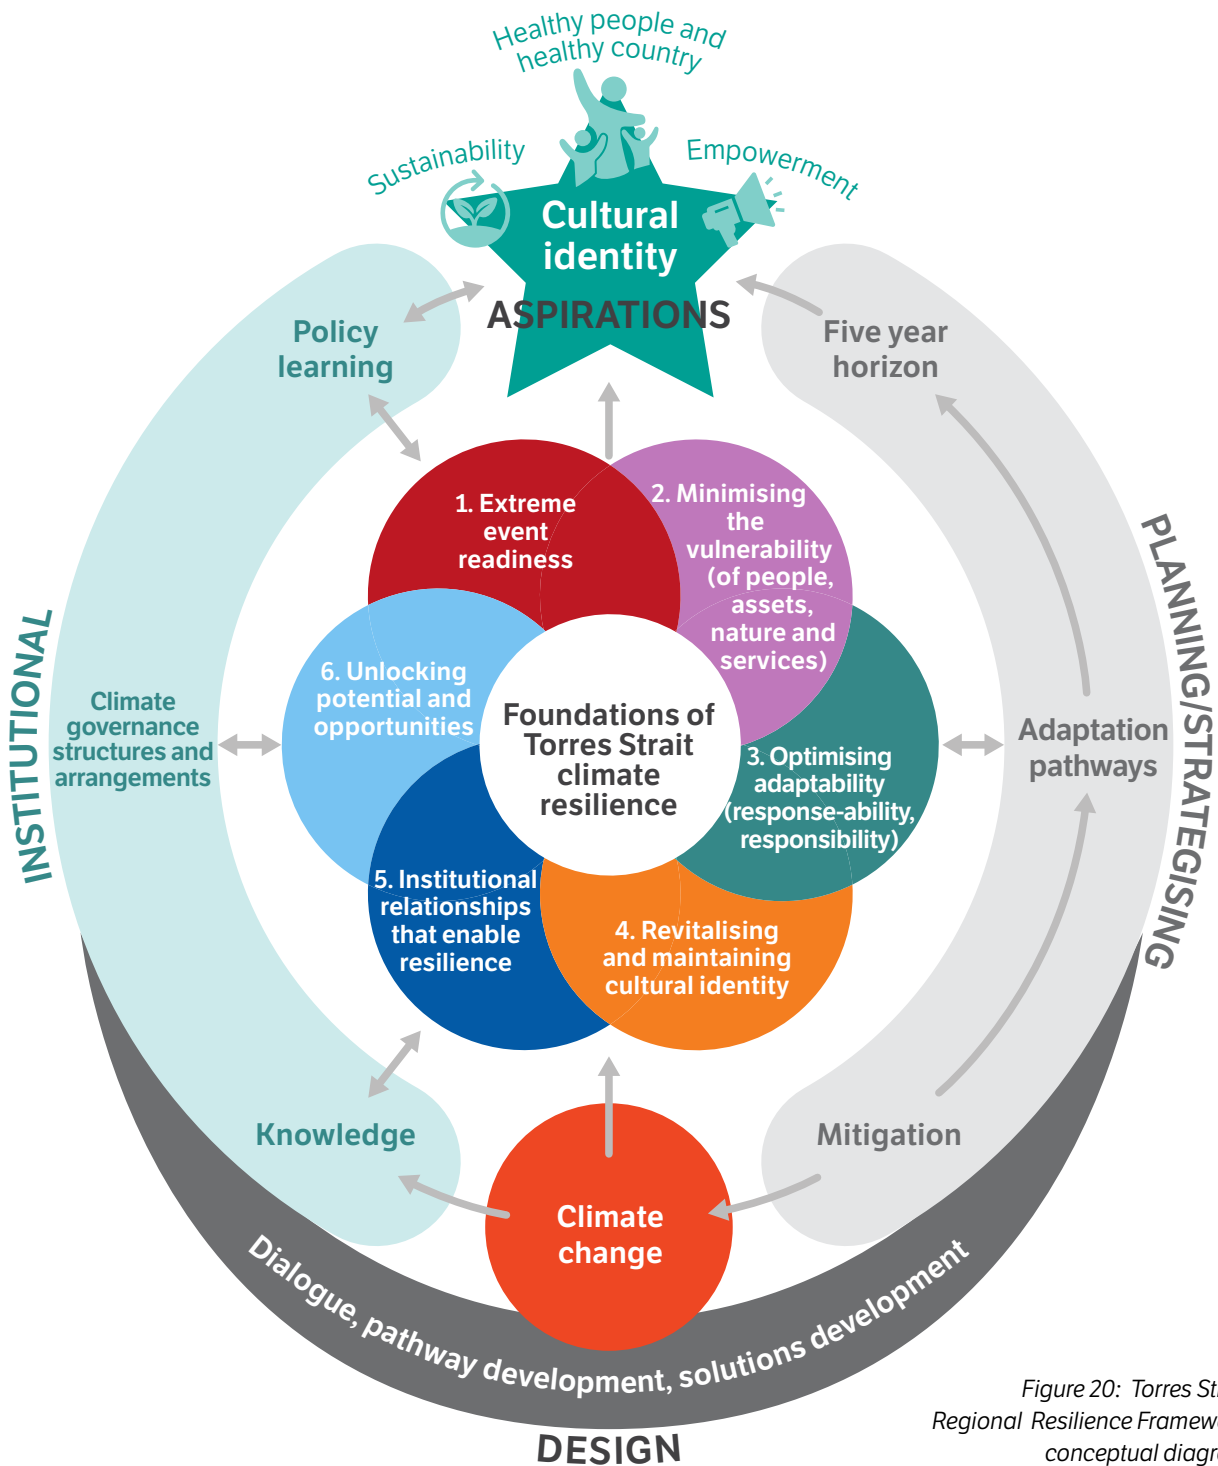 Healthy people and
healthy country
Sustainability
Empowerment
Cultural
identity
ASPIRATIONS
Policy
learning
Five year
horizon
1. Extreme
event
readiness
2. Minimising
the
vulnerability
(of people,
assets,
nature and
services)
INSTITUTIONAL
PLANNING/STRATEGISING
6. Unlocking
potential and
opportunities
Climate
governance
structures and
arrangements
Foundations of
Torres Strait
climate
resilience
Adaptation
pathways
3. Optimising
adaptability
(response-ability,
responsibility)
5. Institutional
relationships
that enable
resilience
4. Revitalising
and maintaining
cultural identity
Knowledge
Mitigation
Climate
change
Dialogue, pathway development, solutions development
DESIGN
Figure 20: Torres
Regional Resilience
conceptual